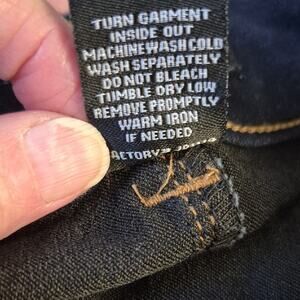 TURN GARMENT
INSIDE OUT
MACHINE WASH COLD
WASH SEPARATELY
DO NOT BLEACH
TUMBLE DRY LOW
REMOVE PROMPTLY
WARM IRON
IF NEEDED